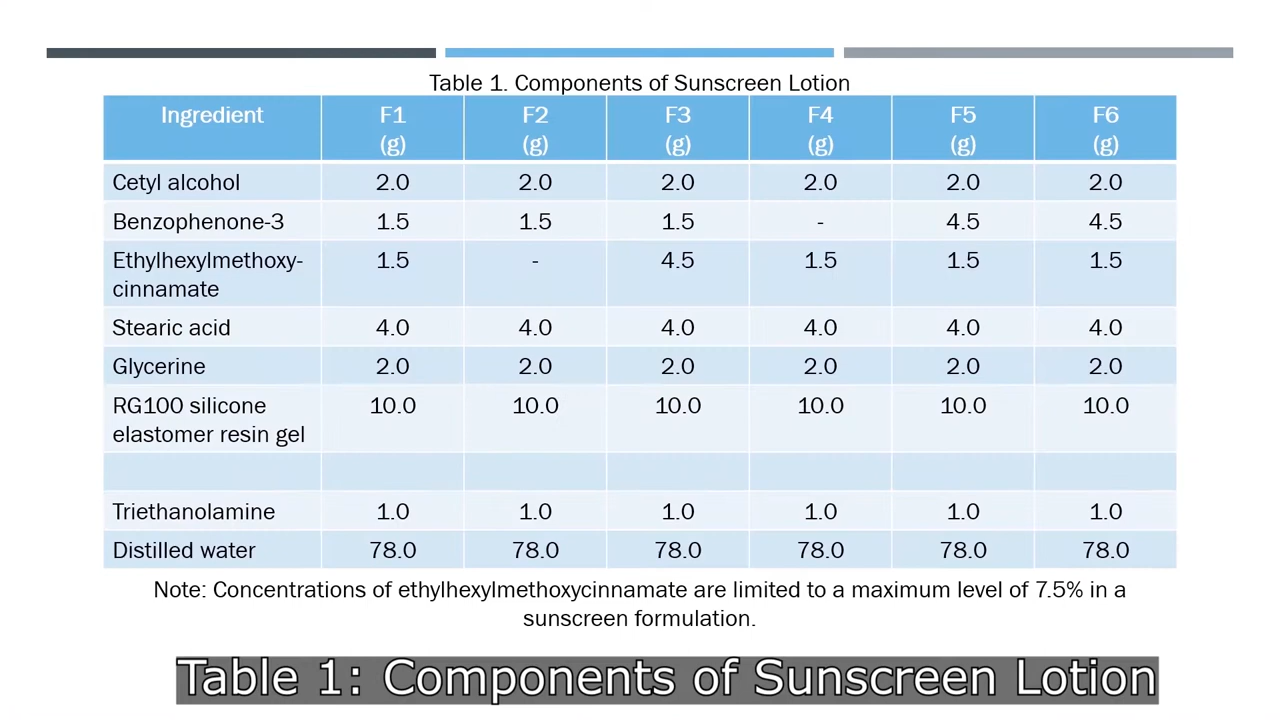 Table 1. Components of Sunscreen Lotion
Ingredient F1 F2 F3 F4 F5 F6
(g) (g) (g) (g) (g) (g)
Cetyl alcohol 2.0 2.0 2.0 2.0 2.0 2.0
Benzophenone-3 1.5 1.5 1.5 - 4.5 4.5
Ethylhexylmethoxy- 1.5 - 4.5 1.5 1.5 1.5
cinnamate
Stearic acid 4.0 4.0 4.0 4.0 4.0 4.0
Glycerine 2.0 2.0 2.0 2.0 2.0 2.0
RG100 silicone 10.0 10.0 10.0 10.0 10.0 10.0
elastomer resin gel
Triethanolamine 1.0 1.0 1.0 1.0 1.0 1.0
Distilled water 78.0 78.0 78.0 78.0 78.0 78.0
Note: Concentrations of ethylhexylmethoxycinnamate are limited to a maximum level of 7.5% in a
sunscreen formulation.
Table 1: Components of Sunscreen Lotion